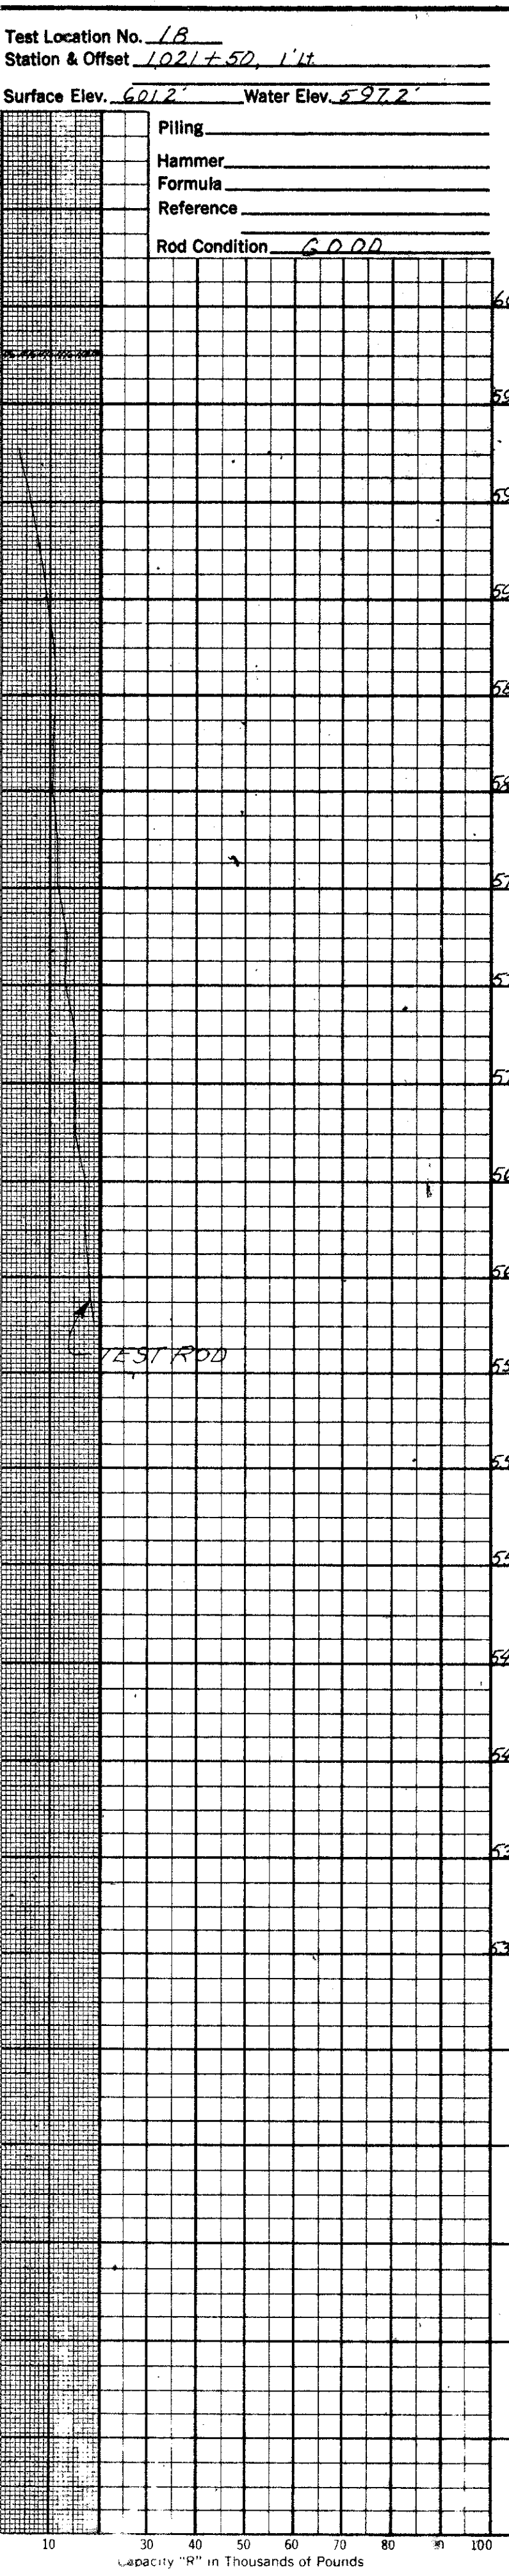 Test Location No. 1B
Station & Offset 1021+50, 1' Lt.
Surface Elev. 601.2' Water Elev. 597.2'
Piling
Hammer
Formula
Reference
Rod Condition GOOD
TEST ROD
10 30 40 50 60 70 80 100
Capacity "R" in Thousands of Pounds